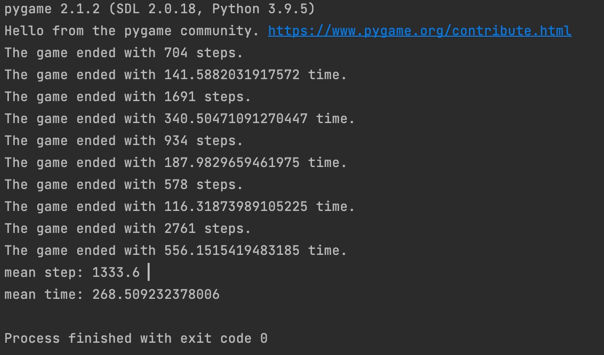 pygame 2.1.2 (SDL 2.0.18, Python 3.9.5)
Hello from the pygame community. https://www.pygame.org/contribute.html
The game ended with 704 steps.
The game ended with 141.5882031917572 time.
The game ended with 1691 steps.
The game ended with 340.50471091270447 time.
The game ended with 934 steps.
The game ended with 187.9829659461975 time.
The game ended with 578 steps.
The game ended with 116.31873989105225 time.
The game ended with 2761 steps.
The game ended with 556.1515419483185 time.
mean step: 1333.6
mean time: 268.509232378006
Process finished with exit code 0